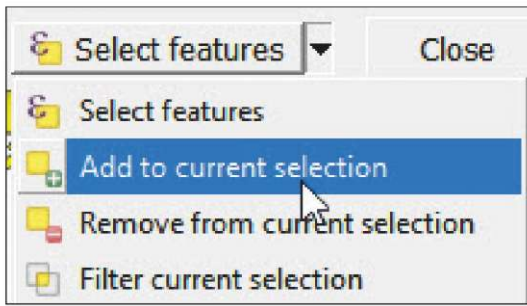 Select features Close
Select features
Add to current selection
Remove from current selection
Filter current selection